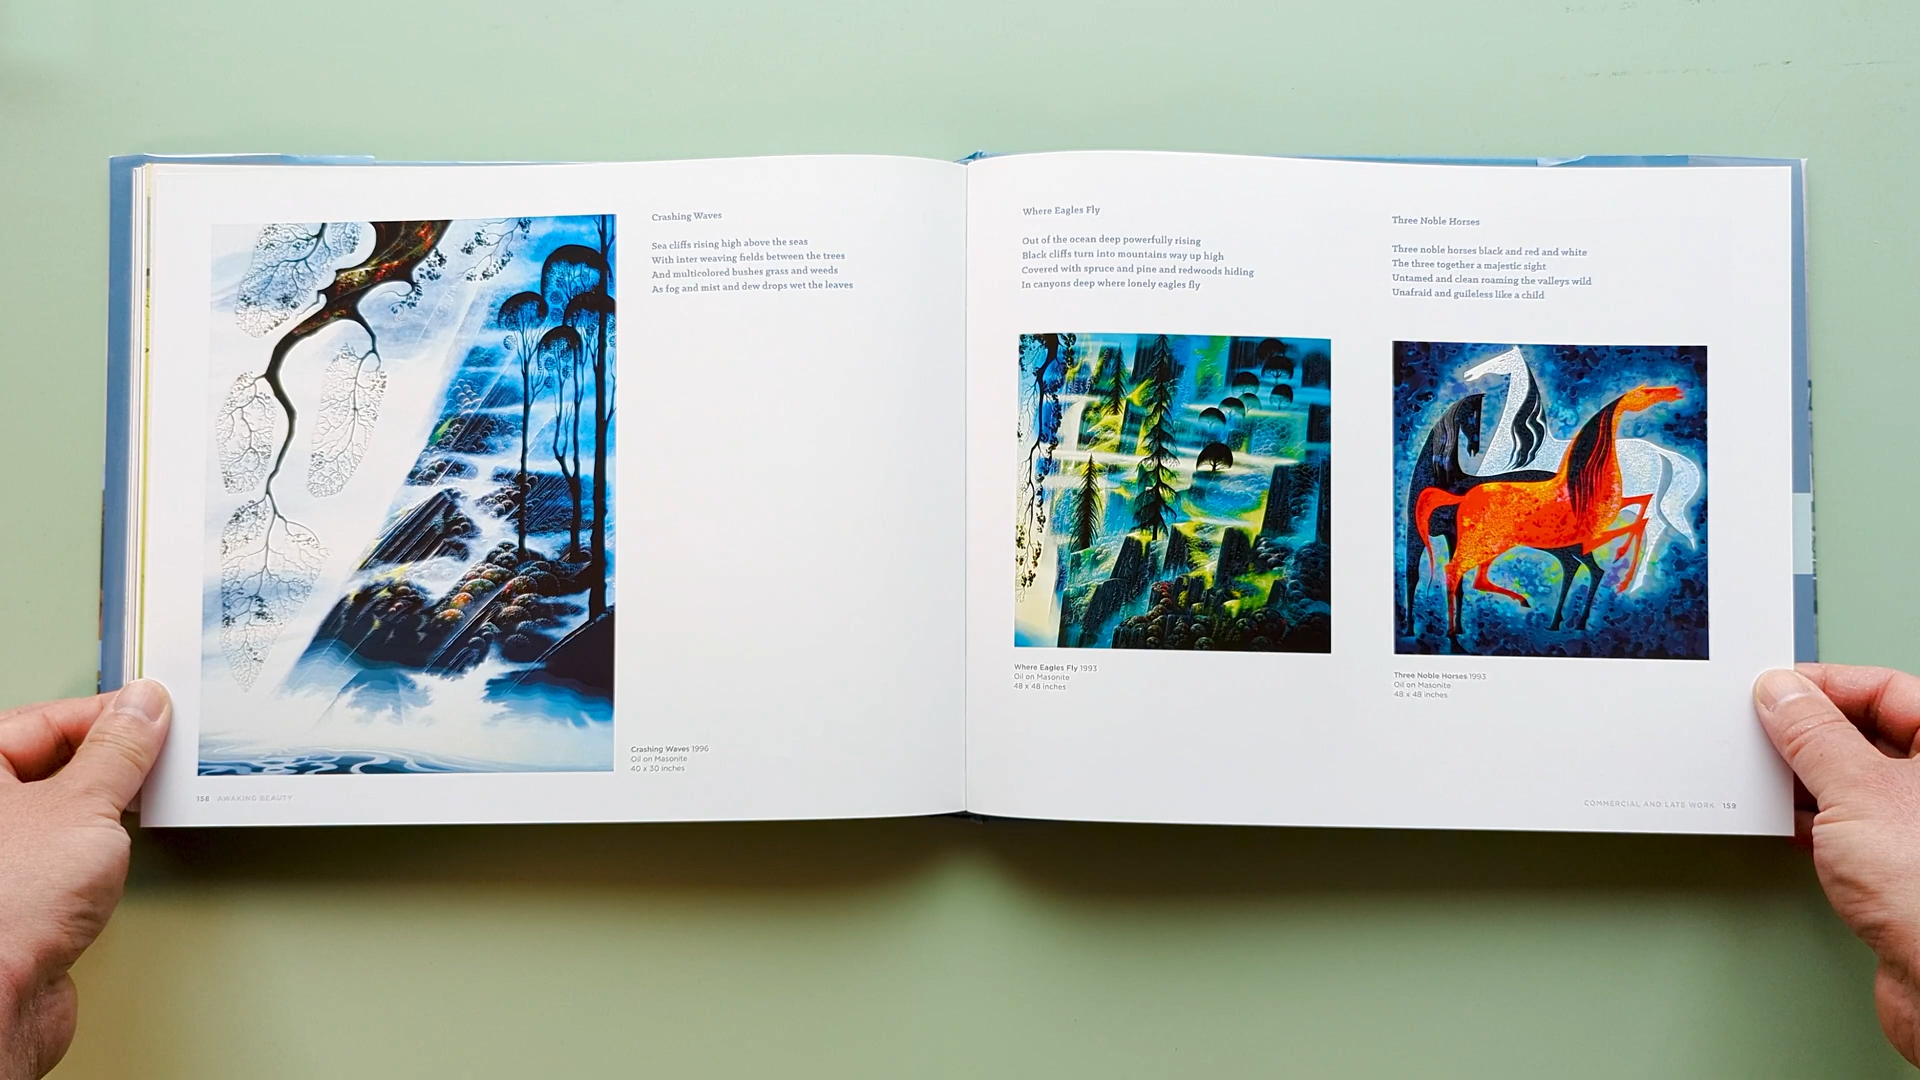 Crashing Waves
Sea cliffs rising high above the seas
With inter weaving fields between the trees
And multicolored bushes grass and weeds
As fog and mist and dew drops wet the leaves
Crashing Waves 1996
Oil on Masonite
40 x 30 inches
158 AWAKING BEAUTY
Where Eagles Fly
Out of the ocean deep powerfully rising
Black cliffs turn into mountains way up high
Covered with spruce and pine and redwoods hiding
In canyons deep where lonely eagles fly
Where Eagles Fly 1993
Oil on Masonite
48 x 48 inches
Three Noble Horses
Three noble horses black and red and white
The three together a majestic sight
Untamed and clean roaming the valleys wild
Unafraid and guileless like a child
Three Noble Horses 1993
Oil on Masonite
48 x 48 inches
COMMERCIAL AND LATE WORK 159